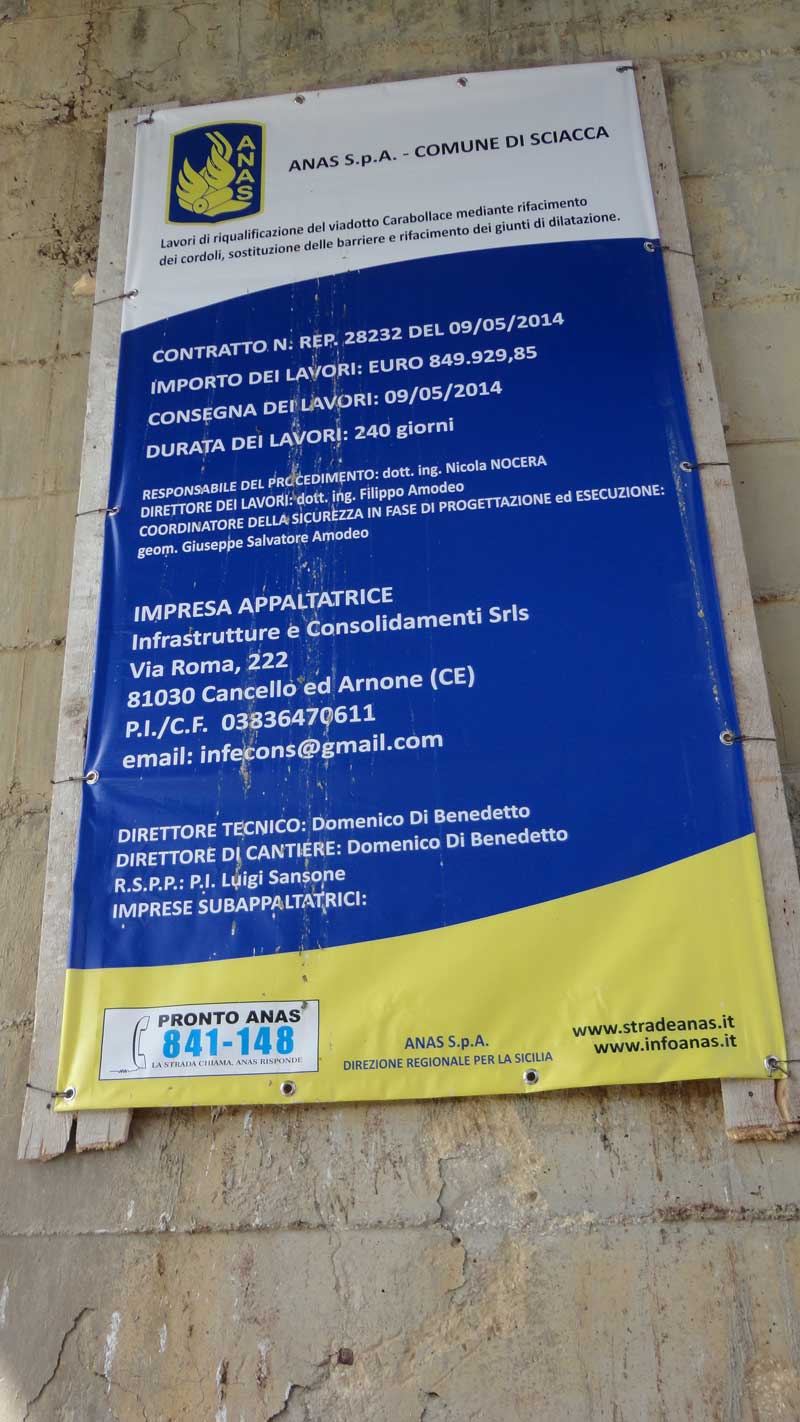 ANAS
ANAS S.p.A. - COMUNE DI SCIACCA
Lavori di riqualificazione del viadotto Carabollace mediante rifacimento
dei cordoli, sostituzione delle barriere e rifacimento dei giunti di dilatazione.
CONTRATTO N. REP. 28232 DEL 09/05/2014
IMPORTO DEI LAVORI: EURO 849.929,85
CONSEGNA DEI LAVORI: 09/05/2014
DURATA DEI LAVORI: 240 giorni
RESPONSABILE DEL PROCEDIMENTO: dott. ing. Nicola NOCERA
DIRETTORE DEI LAVORI: dott. ing. Filippo Amodeo
COORDINATORE DELLA SICUREZZA IN FASE DI PROGETTAZIONE ed ESECUZIONE:
geom. Giuseppe Salvatore Amodeo
IMPRESA APPALTATRICE
Infrastrutture e Consolidamenti Srls
Via Roma, 222
81030 Cancello ed Arnone (CE)
P.I./C.F. 03836470611
email: infecons@gmail.com
DIRETTORE TECNICO: Domenico Di Benedetto
DIRETTORE DI CANTIERE: Domenico Di Benedetto
R.S.P.P.: P.I. Luigi Sansone
IMPRESE SUBAPPALTATRICI:
PRONTO ANAS
841-148
LA STRADA CHIAMA, ANAS RISPONDE
ANAS S.p.A.
DIREZIONE REGIONALE PER LA SICILIA
www.stradeanas.it
www.infoanas.it